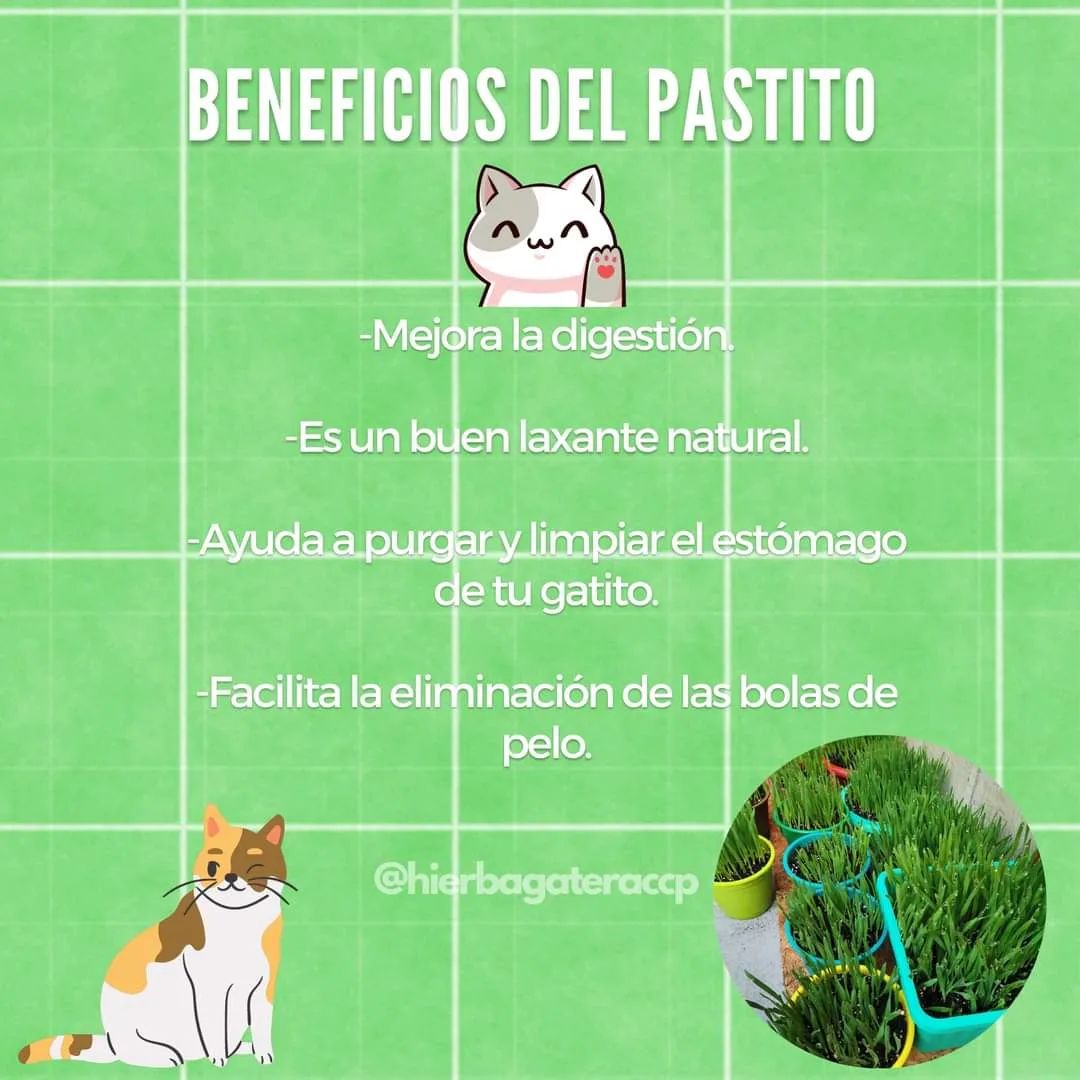 BENEFICIOS DEL PASTITO
-Mejora la digestión.
-Es un buen laxante natural.
-Ayuda a purgar y limpiar el estómago
de tu gatito.
-Facilita la eliminación de las bolas de
pelo.
@hierbagateraccp